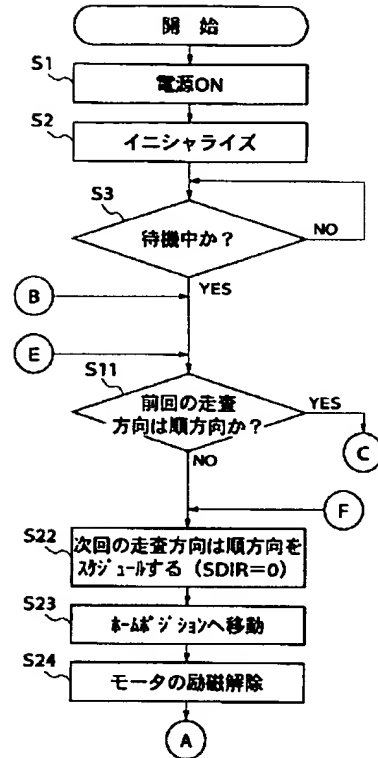 開 始
S1
電源ON
S2
イニシャライズ
S3
待機中か？
NO
YES
B
E
S11
前回の走査
方向は順方向か？
YES
C
NO
F
S22
次回の走査方向は順方向を
ｽｹｼﾞｭｰﾙする（SDIR＝0）
S23
ﾎｰﾑﾎﾟｼﾞｼｮﾝへ移動
S24
モータの励磁解除
A